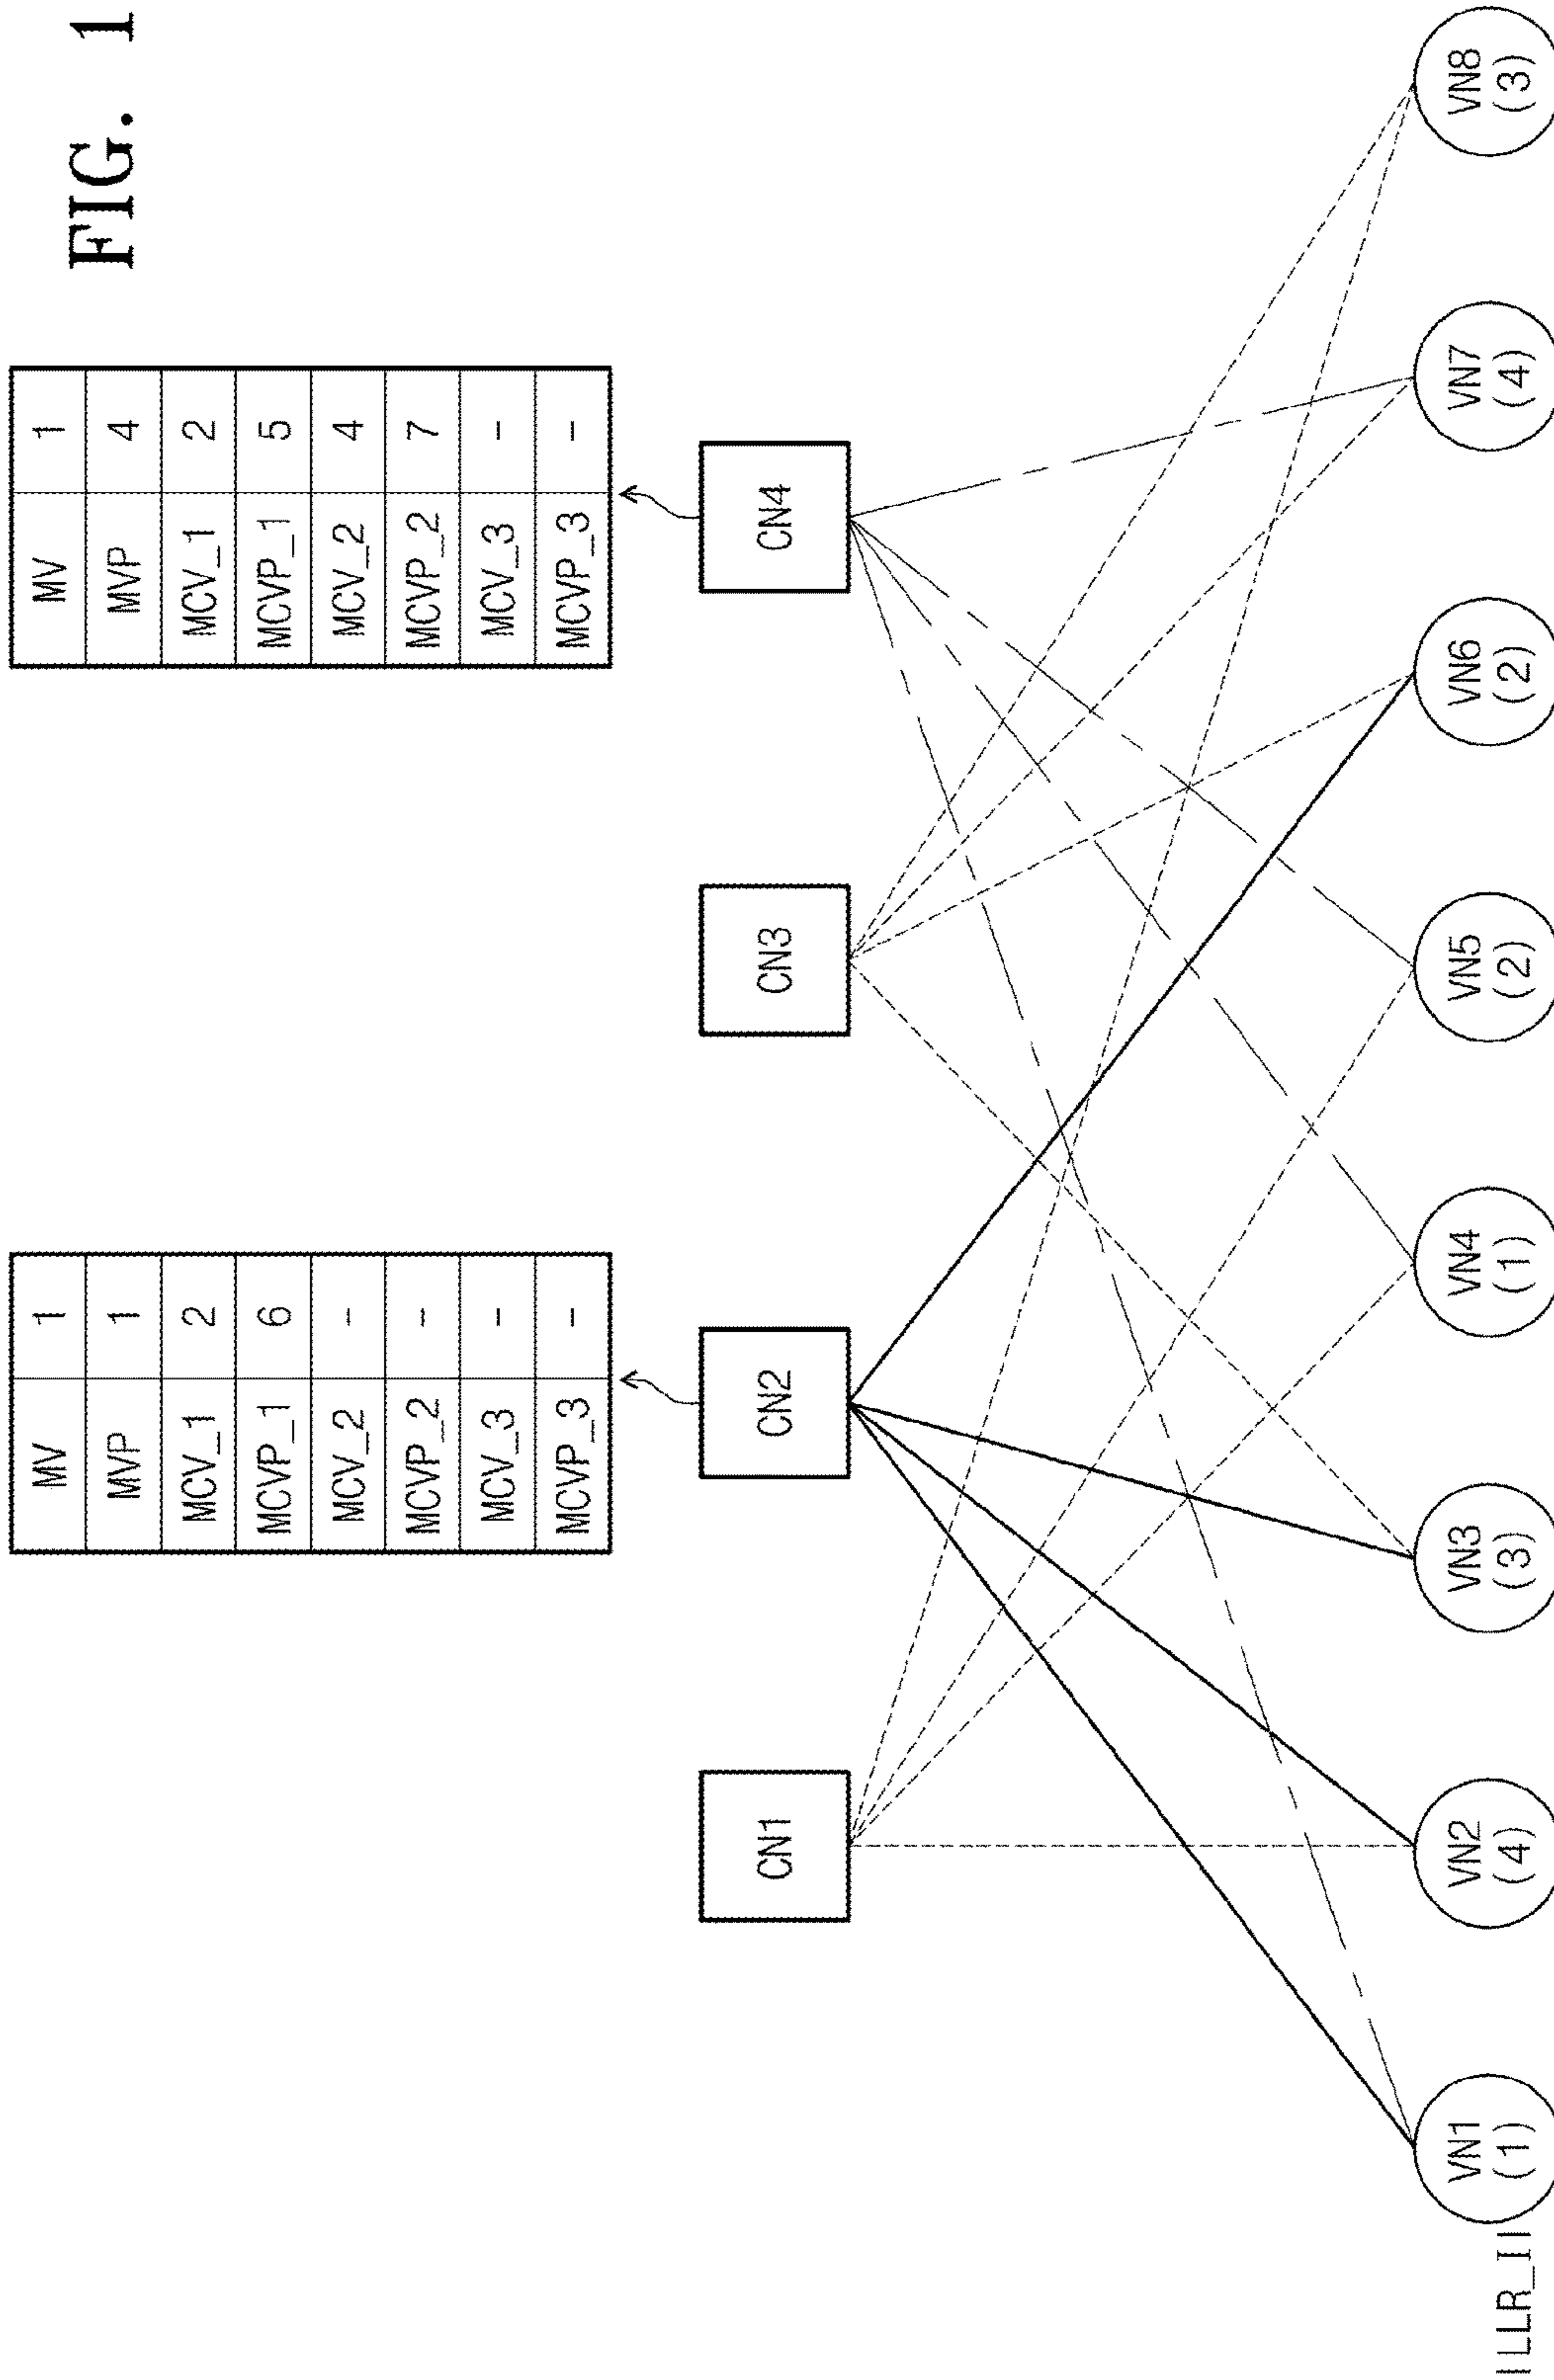 FIG. 1
MV 1
MVP 1
MCV_1 2
MCVP_1 6
MCV_2 -
MCVP_2 -
MCV_3 -
MCVP_3 -
MV 1
MVP 4
MCV_1 2
MCVP_1 5
MCV_2 4
MCVP_2 7
MCV_3 -
MCVP_3 -
CN1 CN2 CN3 CN4
VN1 VN2 VN3 VN4 VN5 VN6 VN7 VN8
|LLR_I| (1) (4) (3) (1) (2) (2) (4) (3)